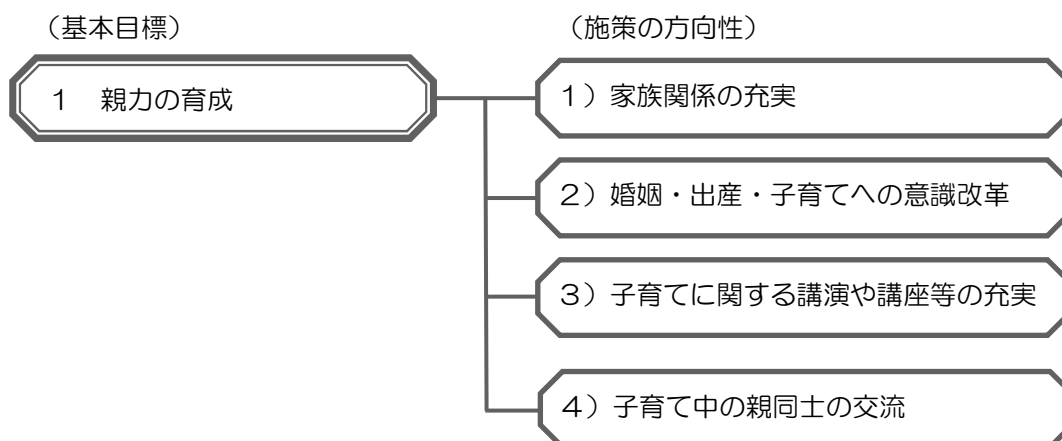 （基本目標）
（施策の方向性）
１　親力の育成
１）家族関係の充実
２）婚姻・出産・子育てへの意識改革
３）子育てに関する講演や講座等の充実
４）子育て中の親同士の交流